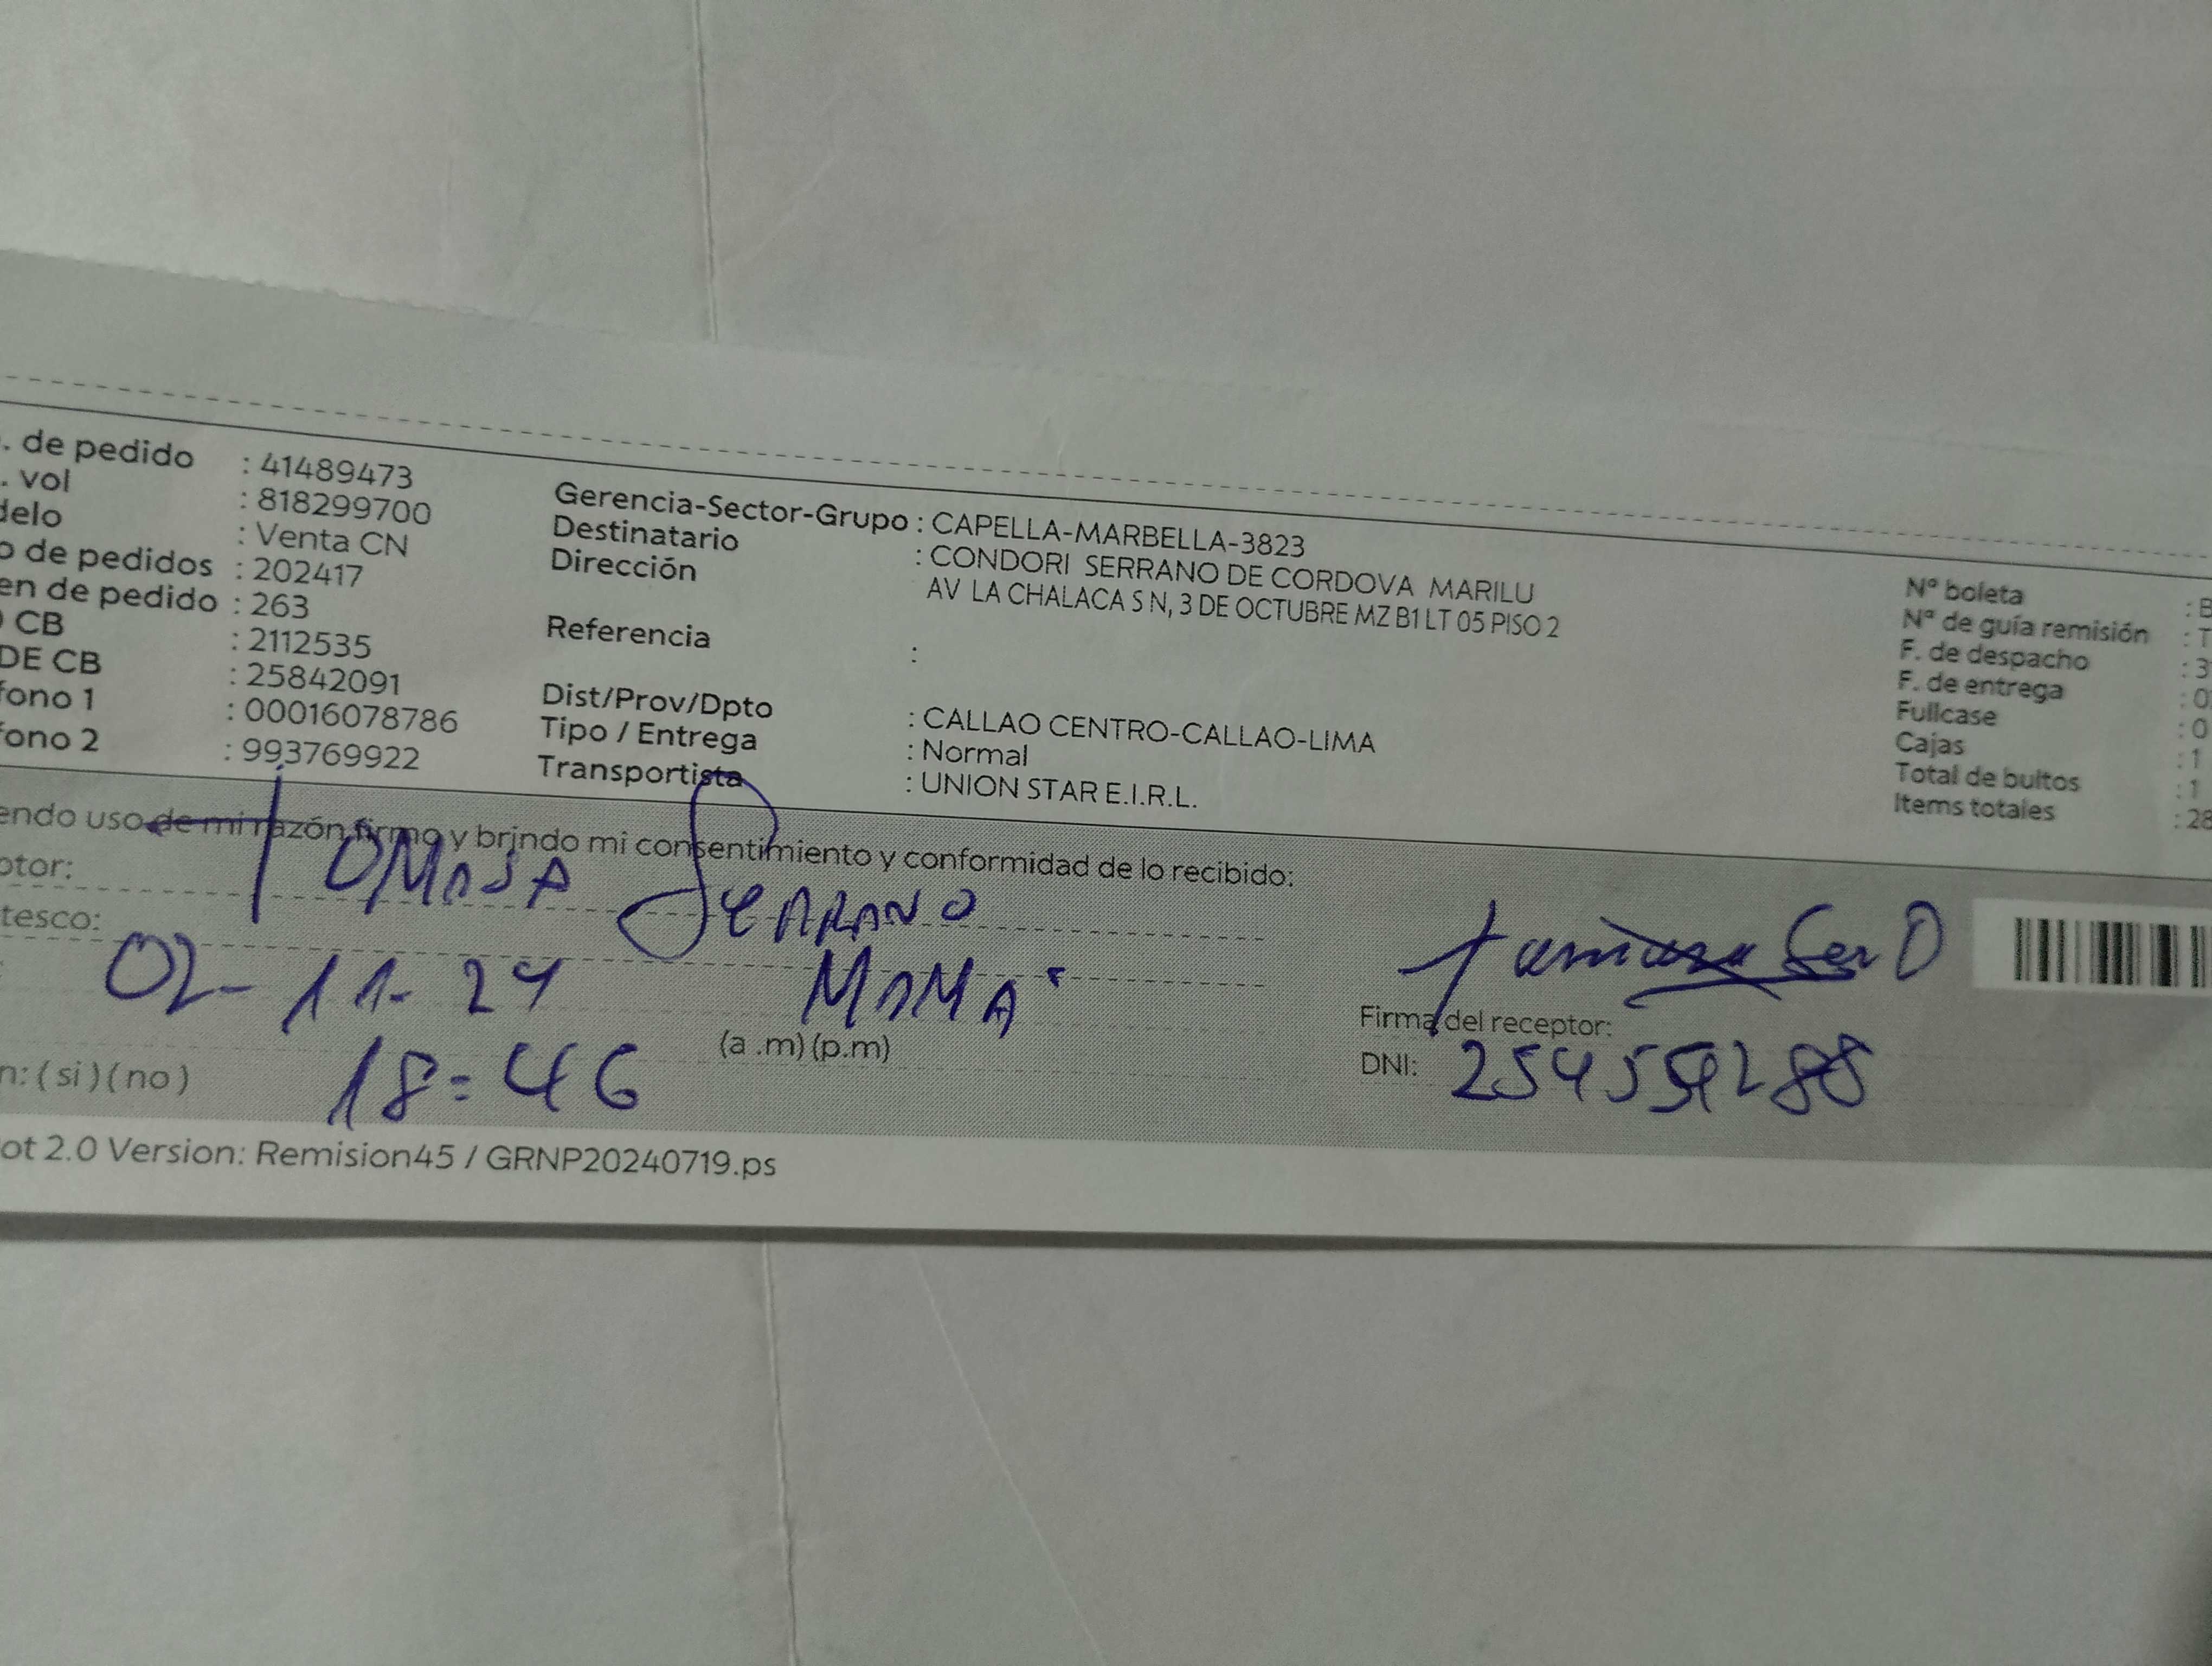 . de pedido : 41489473
. vol : 818299700
delo : Venta CN
o de pedidos : 202417
en de pedido : 263
CB : 2112535
DE CB : 25842091
fono 1 : 00016078786
fono 2 : 993769922
Gerencia-Sector-Grupo : CAPELLA-MARBELLA-3823
Destinatario : CONDORI SERRANO DE CORDOVA MARILU
Dirección AV LA CHALACA S N, 3 DE OCTUBRE MZ B1 LT 05 PISO 2
Referencia :
Dist/Prov/Dpto : CALLAO CENTRO-CALLAO-LIMA
Tipo / Entrega : Normal
Transportista : UNION STAR E.I.R.L.
Nº boleta : B
Nº de guía remisión : T
F. de despacho : 3
F. de entrega : 0
Fullcase : 0
Cajas : 1
Total de bultos : 1
Items totales : 28
endo uso de mi razón firmo y brindo mi consentimiento y conformidad de lo recibido:
ptor: TOMASA SERRANO
tesco: MAMA
02-11-24
18:46 (a .m) (p.m)
n: ( si ) ( no )
Firma del receptor:
DNI:
ot 2.0 Version: Remision45 / GRNP20240719.ps